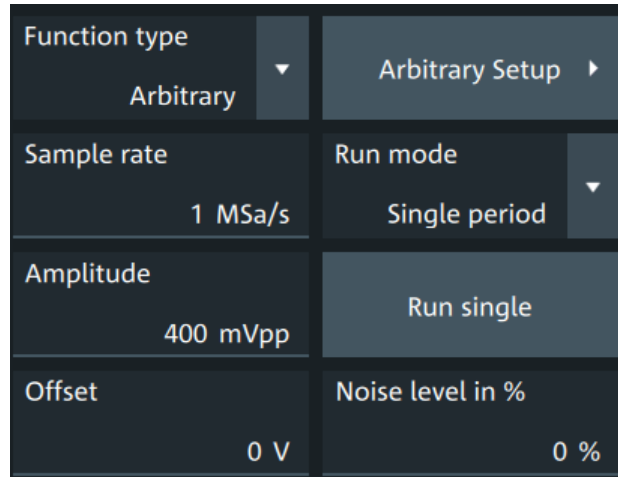 Function type
Arbitrary
Arbitrary Setup
Sample rate
1 MSa/s
Run mode
Single period
Amplitude
400 mVpp
Run single
Offset
0 V
Noise level in %
0 %